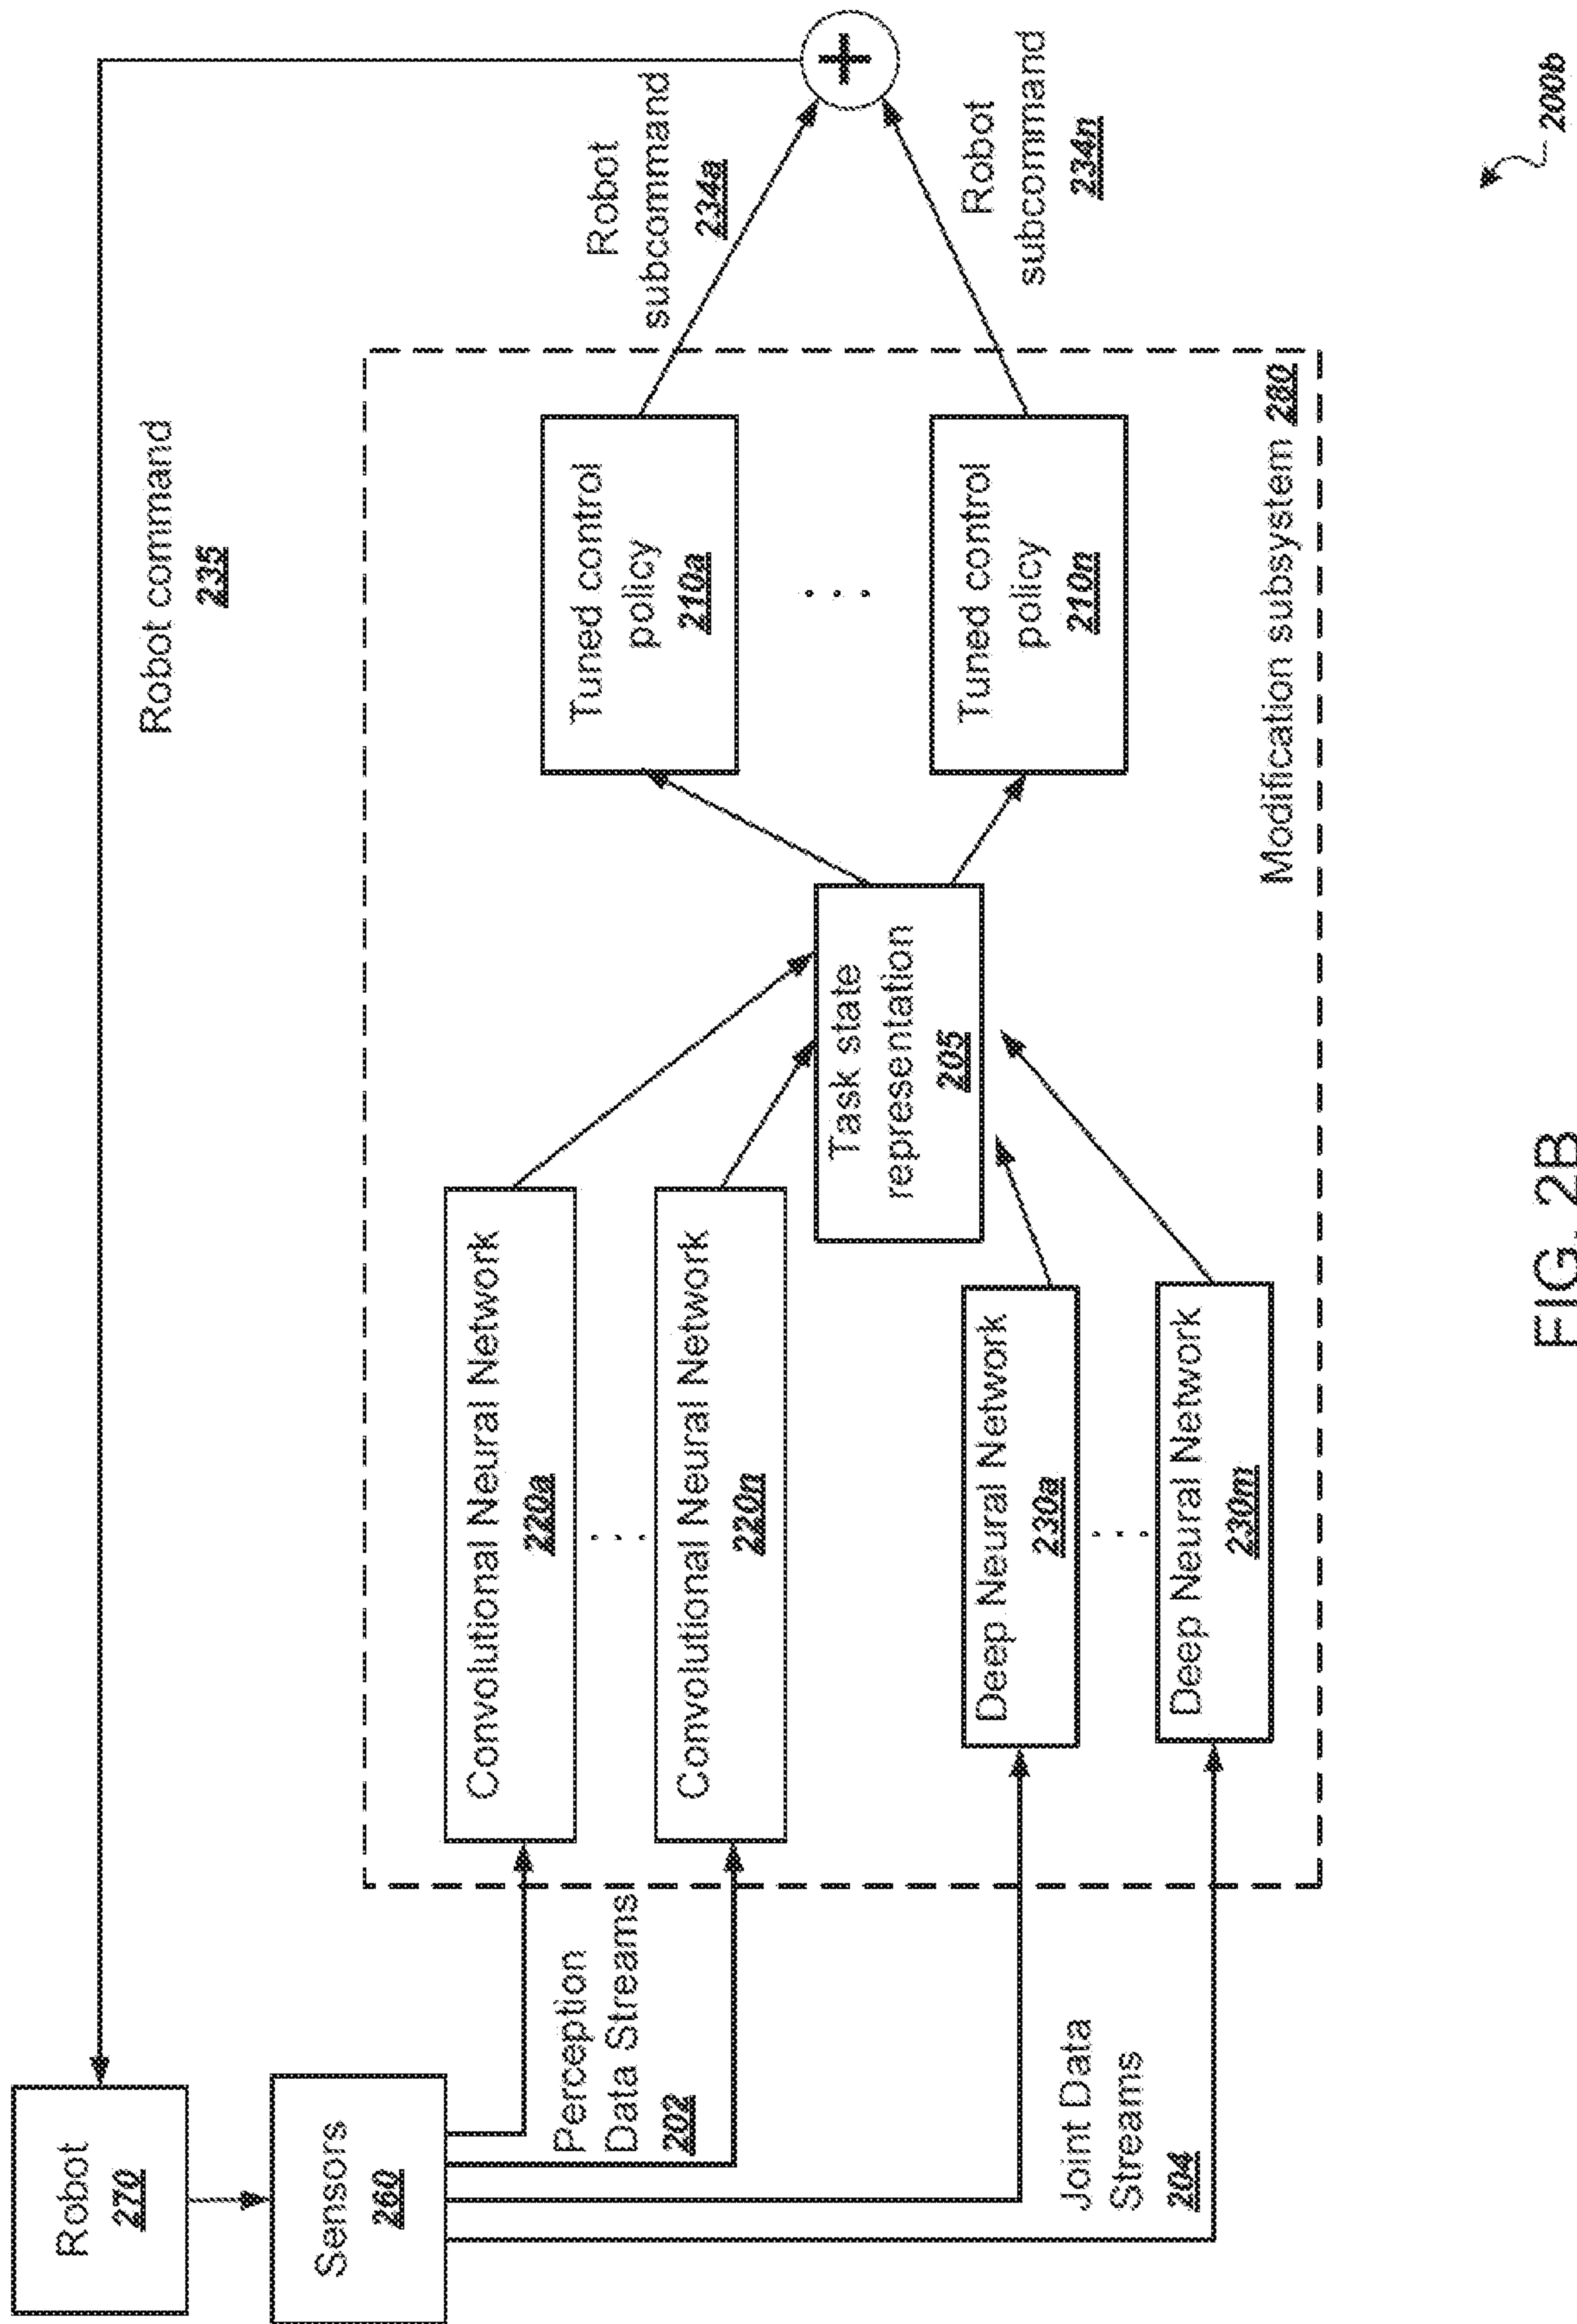 Robot
270
Sensors
260
Robot command
235
Perception
Data Streams
202
Joint Data
Streams
204
Convolutional Neural Network
220a
Convolutional Neural Network
220n
Deep Neural Network
230a
Deep Neural Network
230m
Task state
representation
205
Tuned control
policy
210a
Tuned control
policy
210n
Modification subsystem 280
Robot
subcommand
234a
Robot
subcommand
234n
+
200b
FIG. 2B